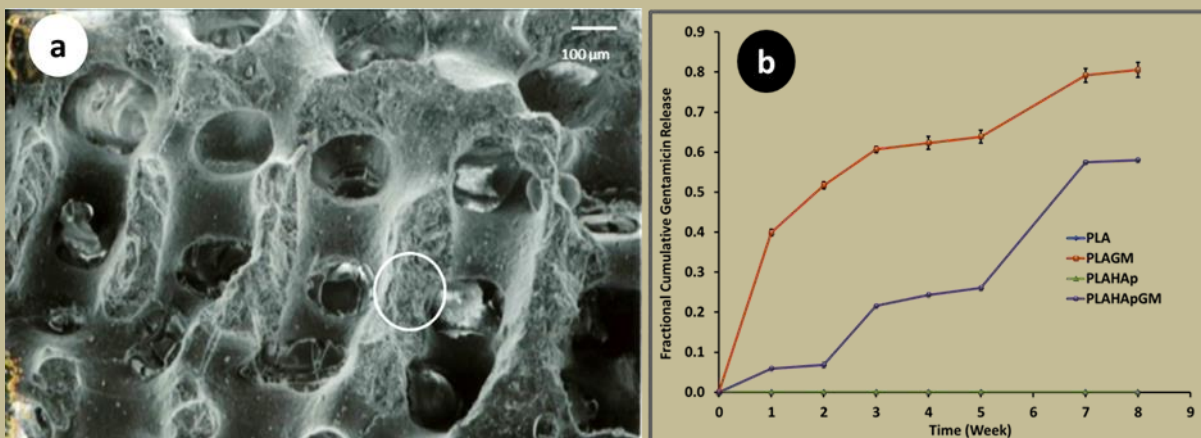 a
100 µm
b
Fractional Cumulative Gentamicin Release
0.9
0.8
0.7
0.6
0.5
0.4
0.3
0.2
0.1
0.0
PLA
PLAGM
PLAHAp
PLAHApGM
0 1 2 3 4 5 6 7 8 9
Time (Week)